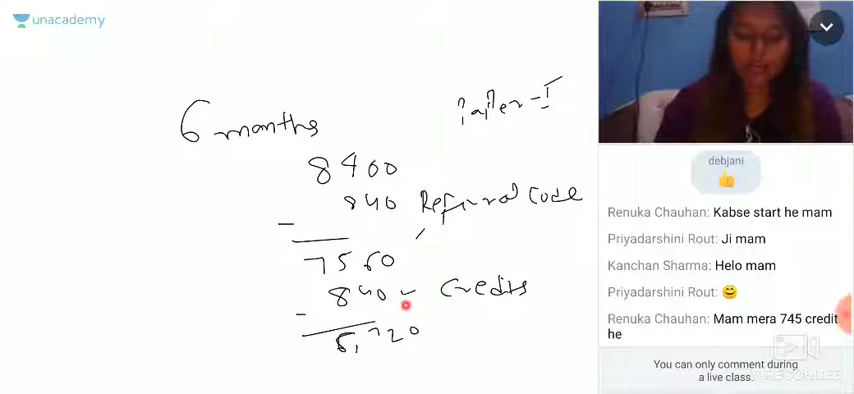 unacademy
6 months
Paper-I
8400
840 Referral Code
-
7560
840 Credits
-
6,720
debjani
Renuka Chauhan: Kabse start he mam
Priyadarshini Rout: Ji mam
Kanchan Sharma: Helo mam
Priyadarshini Rout: 😊
Renuka Chauhan: Mam mera 745 credit he
You can only comment during a live class.